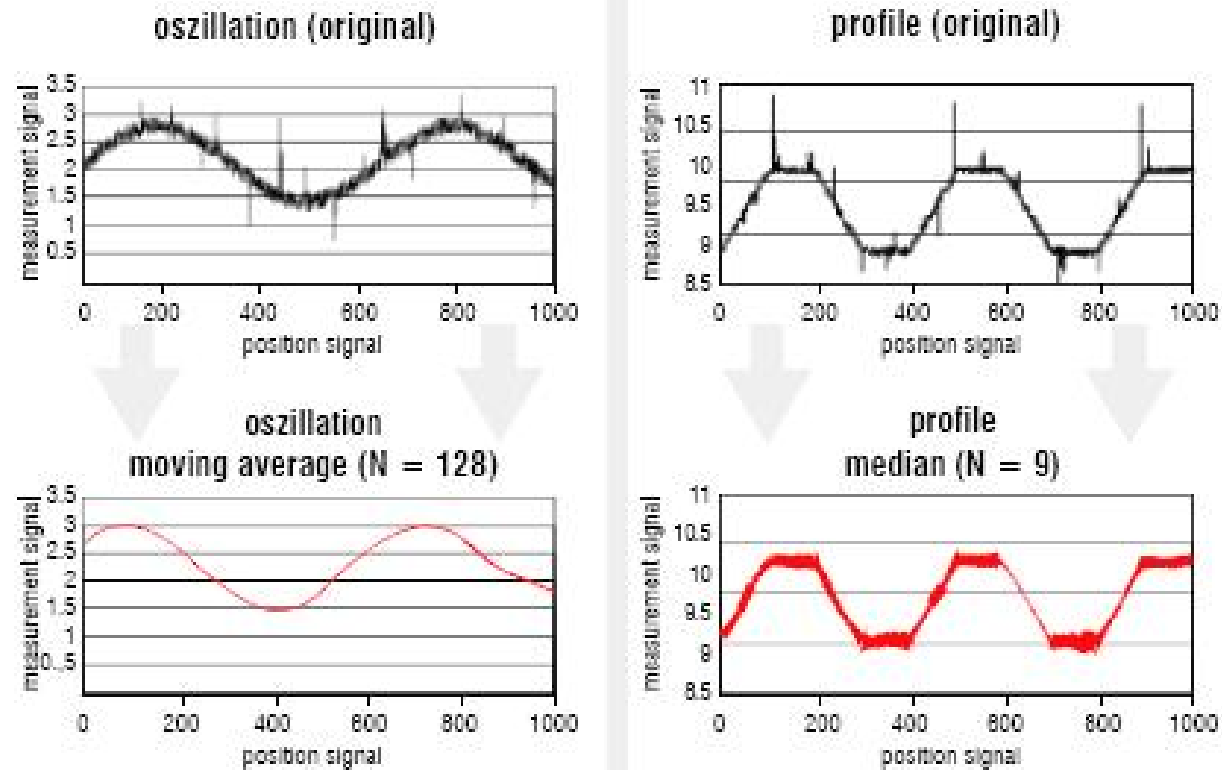 oszillation (original)
measurement signal
3.5
3
2.5
2
1.5
1
0.5
0 200 400 600 800 1000
position signal
profile (original)
measurement signal
11
10.5
10
9.5
9
8.5
0 200 400 600 800 1000
position signal
oszillation
moving average (N = 128)
measurement signal
3.5
3
2.5
2
1.5
1
0..5
0 200 400 600 800 1000
position signal
profile
median (N = 9)
measurement signal
11
10.5
10
9.5
9
8.5
0 200 400 600 800 1000
position signal